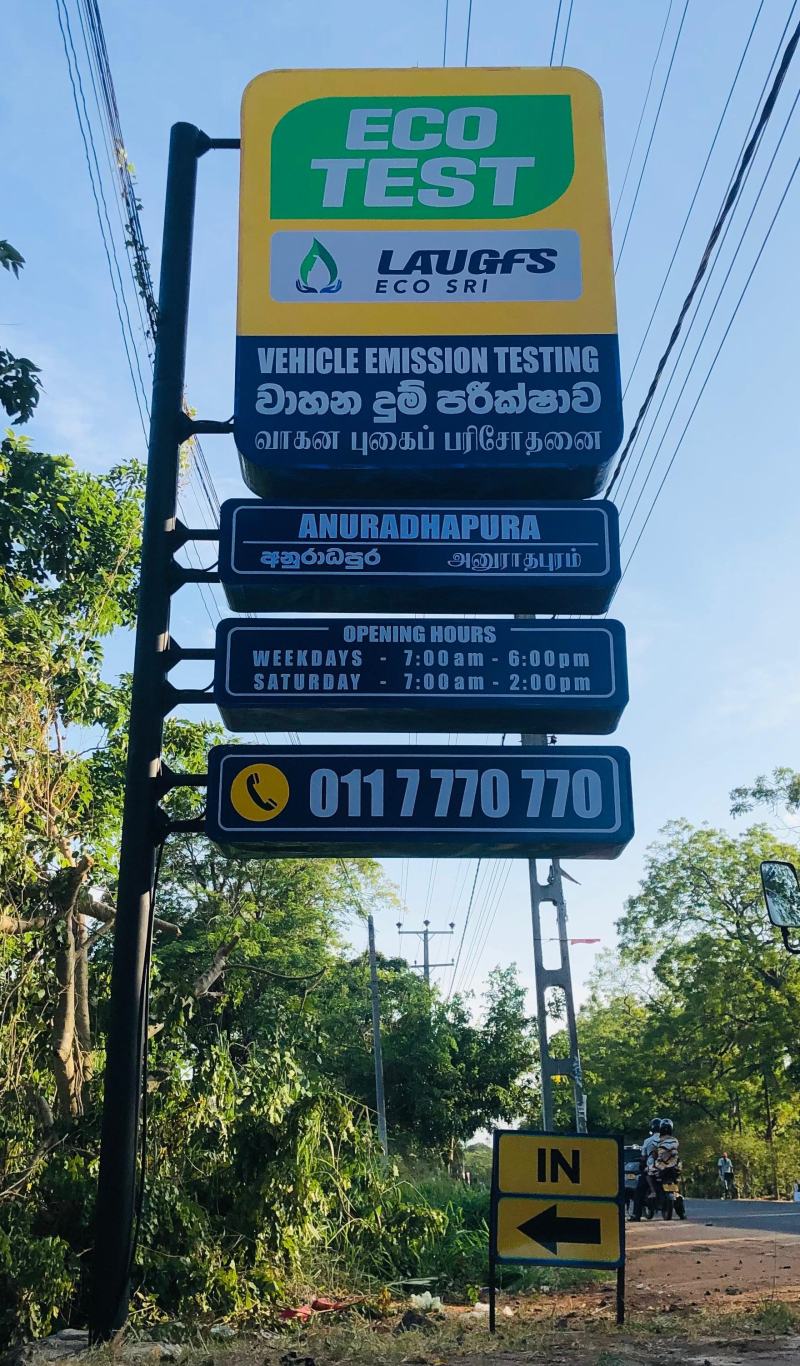 ECO
TEST
LAUGFS
ECO SRI
VEHICLE EMISSION TESTING
වාහන දුම් පරීක්ෂාව
வாகன புகைப் பரிசோதனை
ANURADHAPURA
අනුරාධපුර அனுராதபுரம்
OPENING HOURS
WEEKDAYS - 7:00am - 6:00pm
SATURDAY - 7:00am - 2:00pm
011 7 770 770
IN